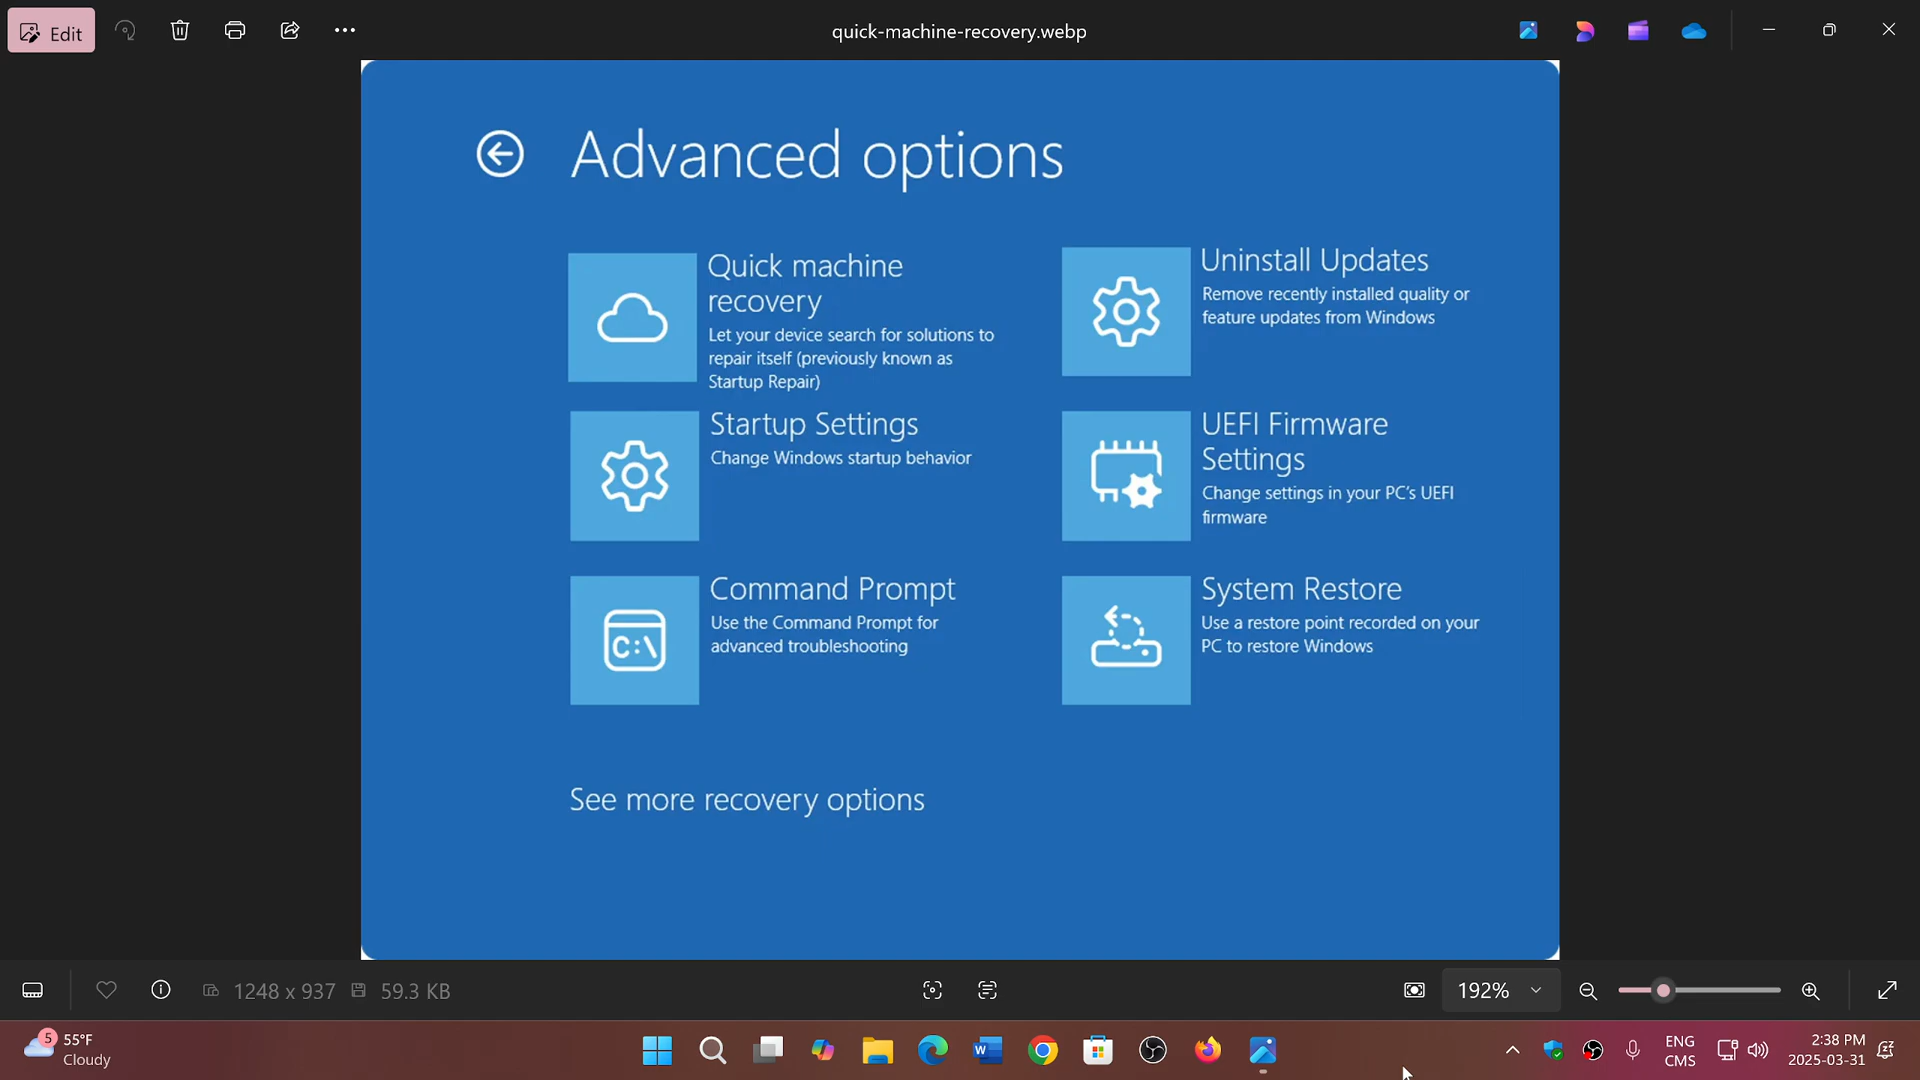 Edit
quick-machine-recovery.webp
Advanced options
Quick machine
recovery
Let your device search for solutions to
repair itself (previously known as
Startup Repair)
Uninstall Updates
Remove recently installed quality or
feature updates from Windows
Startup Settings
Change Windows startup behavior
UEFI Firmware
Settings
Change settings in your PC's UEFI
firmware
Command Prompt
Use the Command Prompt for
advanced troubleshooting
C:\
System Restore
Use a restore point recorded on your
PC to restore Windows
See more recovery options
1248 x 937
59.3 KB
192%
5
55°F
Cloudy
W
ENG
CMS
2:38 PM
2025-03-31